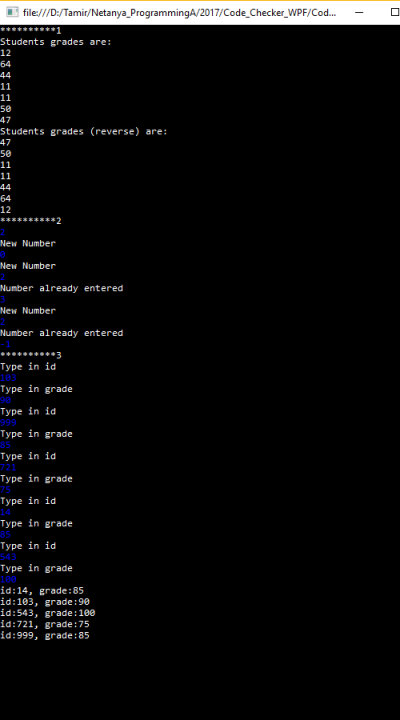 file:///D:/Tamir/Netanya_ProgrammingA/2017/Code_Checker_WPF/Cod...
**********1
Students grades are:
12
64
44
11
11
50
47
Students grades (reverse) are:
47
50
11
11
44
64
12
**********2
2
New Number
0
New Number
2
Number already entered
3
New Number
2
Number already entered
-1
**********3
Type in id
103
Type in grade
90
Type in id
999
Type in grade
85
Type in id
721
Type in grade
75
Type in id
14
Type in grade
85
Type in id
543
Type in grade
100
id:14, grade:85
id:103, grade:90
id:543, grade:100
id:721, grade:75
id:999, grade:85